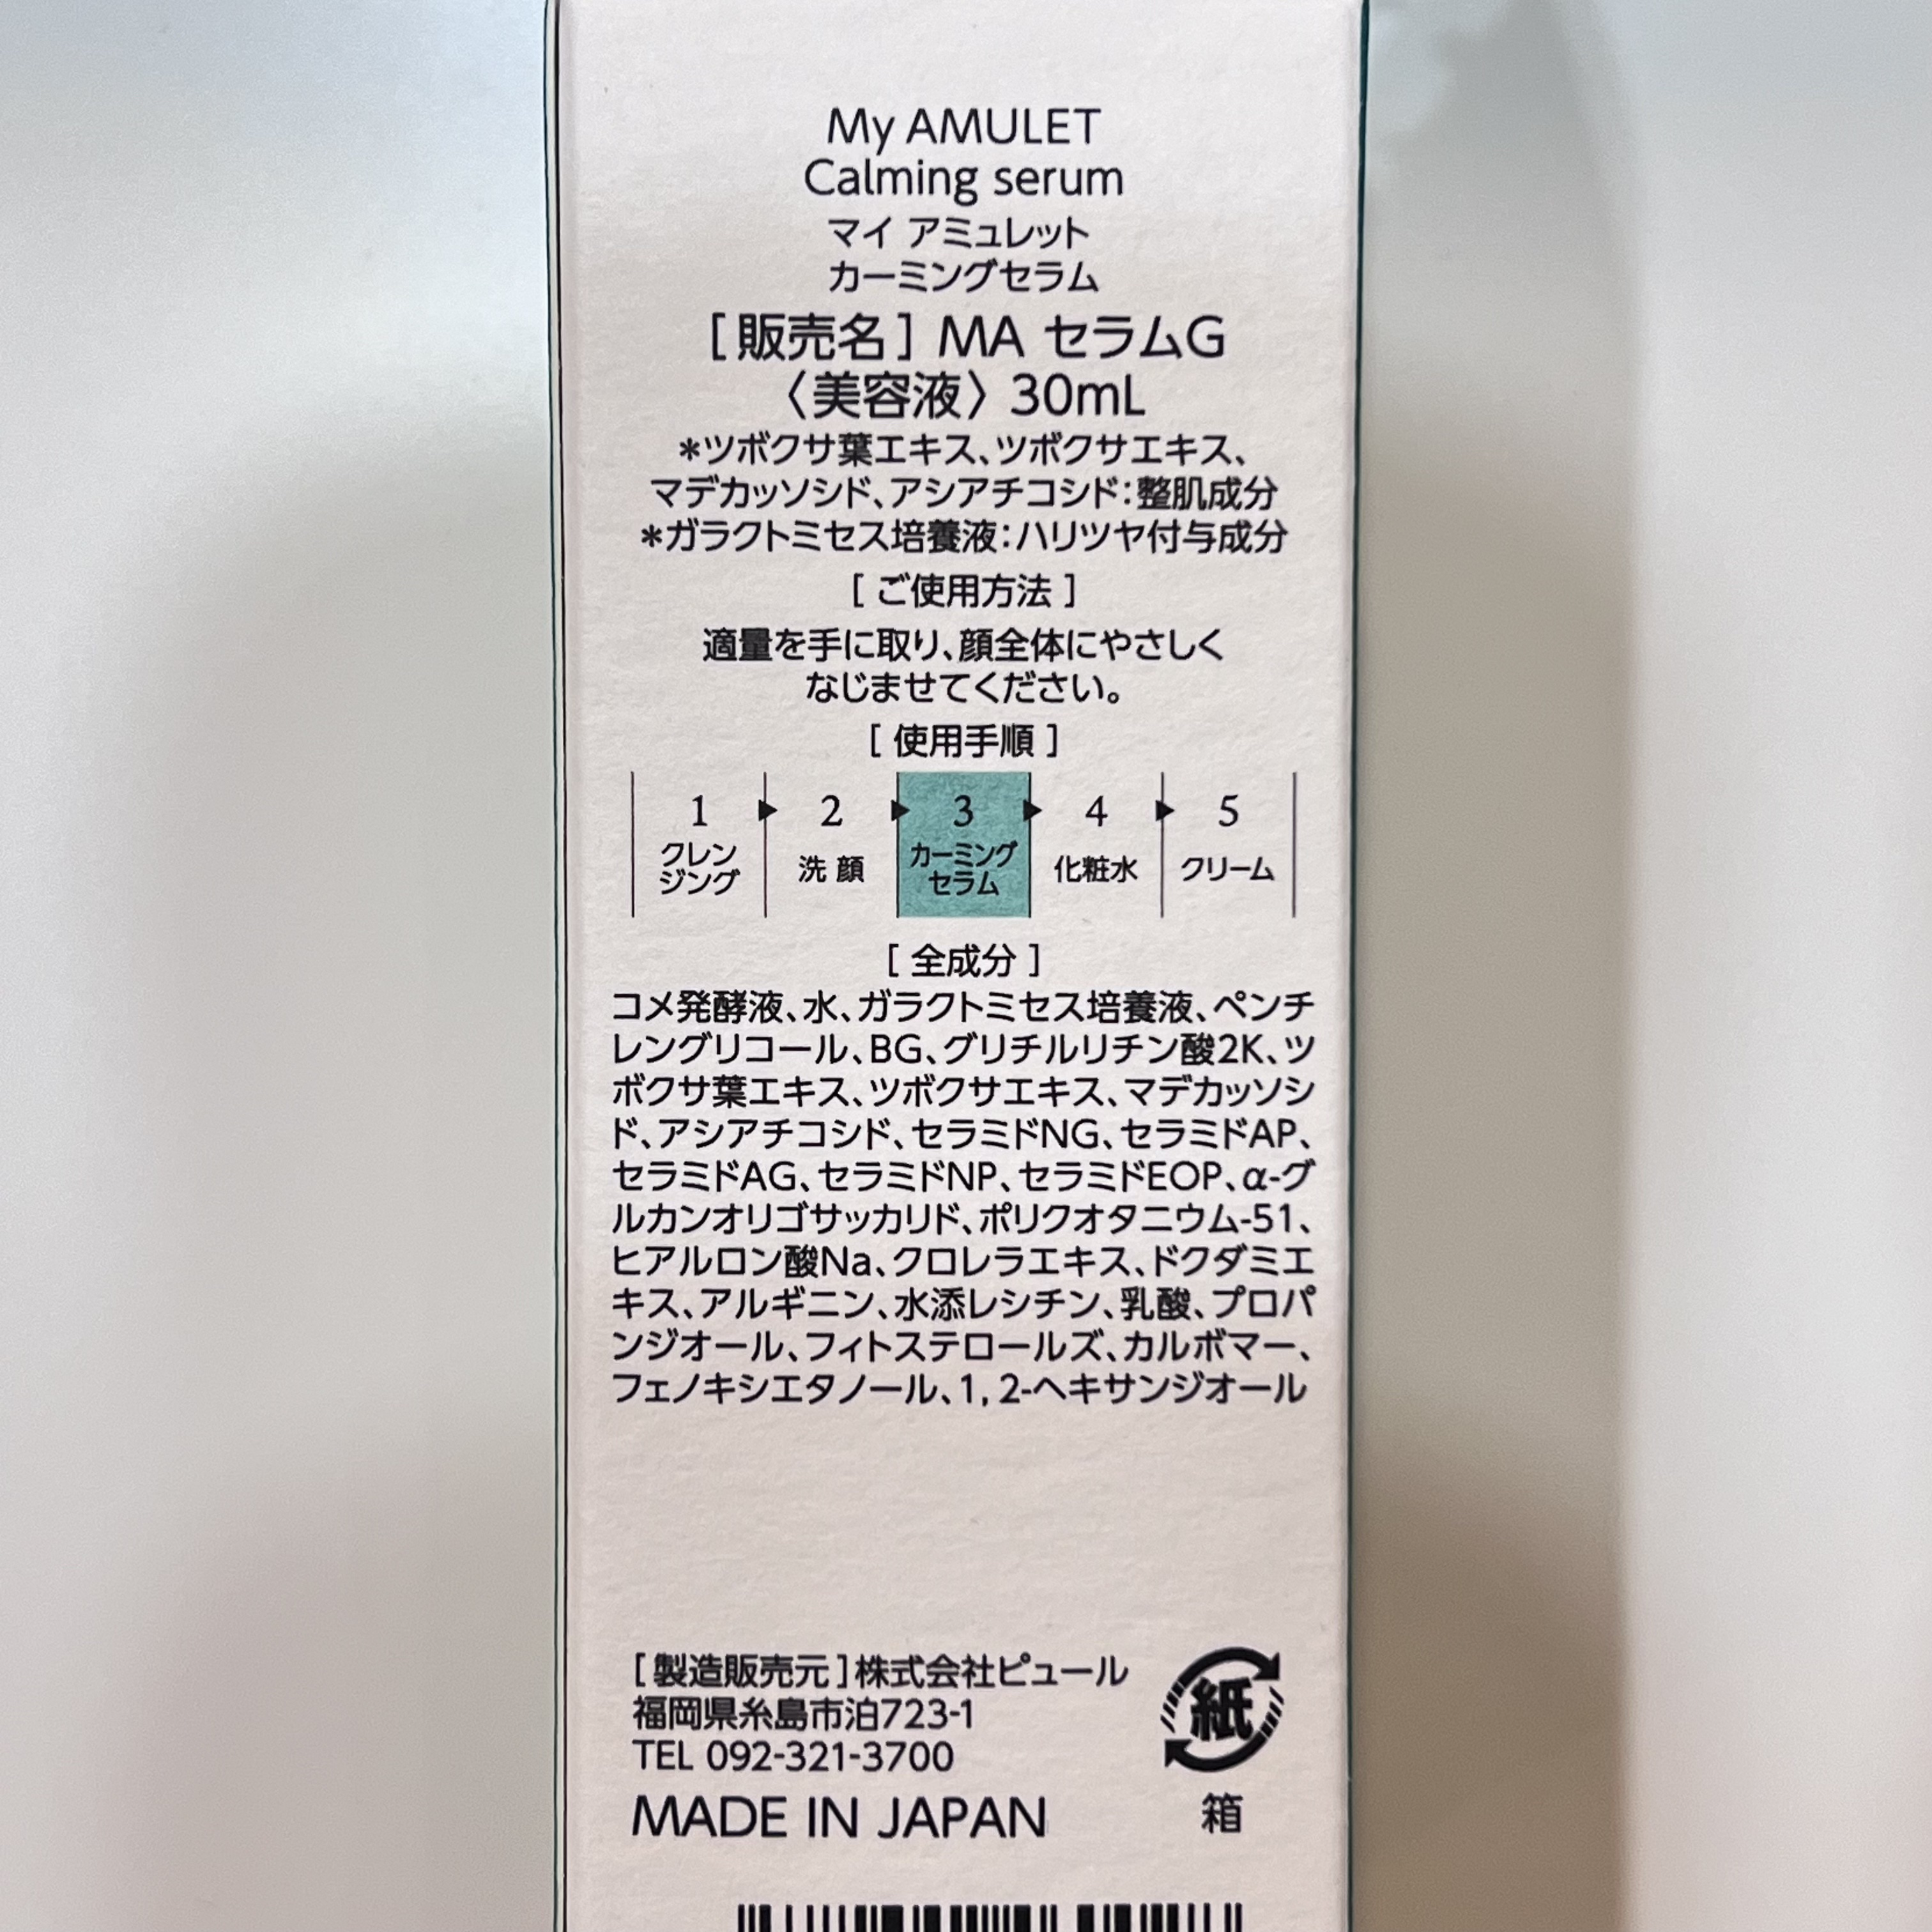 My AMULET
Calming serum
マイ アミュレット
カーミングセラム
[ 販売名 ] MA セラムG
〈美容液〉30mL
*ツボクサ葉エキス、ツボクサエキス、
マデカッソシド、アシアチコシド:整肌成分
*ガラクトミセス培養液:ハリツヤ付与成分
[ ご使用方法 ]
適量を手に取り、顔全体にやさしく
なじませてください。
[ 使用手順 ]
1 ▶ 2 ▶ 3 ▶ 4 ▶ 5
クレン
ジング
洗顔
カーミング
セラム
化粧水
クリーム
[ 全成分 ]
コメ発酵液、水、ガラクトミセス培養液、ペンチ
レングリコール、BG、グリチルリチン酸2K、ツ
ボクサ葉エキス、ツボクサエキス、マデカッソシ
ド、アシアチコシド、セラミドNG、セラミドAP、
セラミドAG、セラミドNP、セラミドEOP、α-グ
ルカンオリゴサッカリド、ポリクオタニウム-51、
ヒアルロン酸Na、クロレラエキス、ドクダミエ
キス、アルギニン、水添レシチン、乳酸、プロパ
ンジオール、フィトステロールズ、カルボマー、
フェノキシエタノール、1, 2-ヘキサンジオール
[ 製造販売元 ] 株式会社ピュール
福岡県糸島市泊723-1
TEL 092-321-3700
MADE IN JAPAN
紙
箱